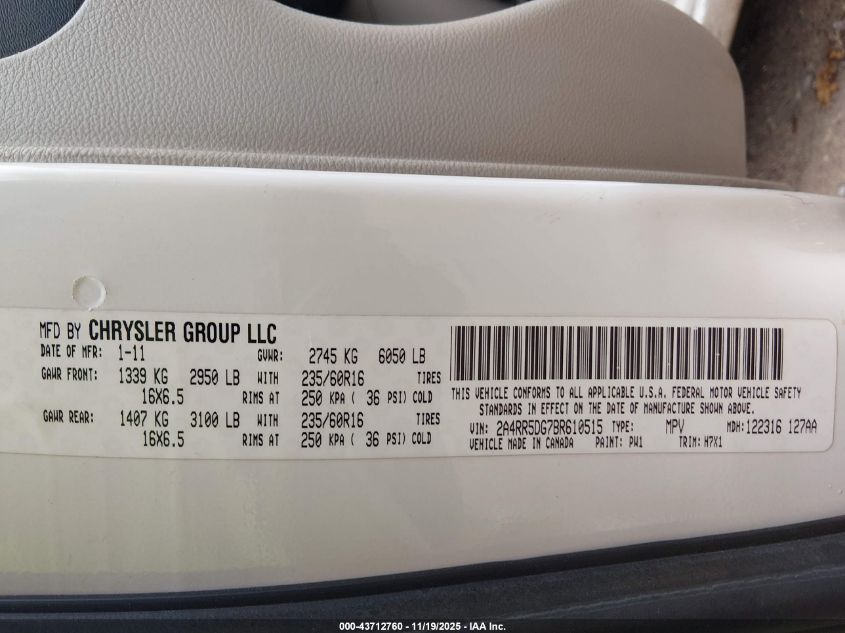 MFD BY CHRYSLER GROUP LLC
DATE OF MFR: 1-11 GVWR: 2745 KG 6050 LB
GAWR FRONT: 1339 KG 2950 LB WITH 235/60R16 TIRES
16X6.5 RIMS AT 250 KPA ( 36 PSI) COLD
GAWR REAR: 1407 KG 3100 LB WITH 235/60R16 TIRES
16X6.5 RIMS AT 250 KPA ( 36 PSI) COLD
THIS VEHICLE CONFORMS TO ALL APPLICABLE U.S.A. FEDERAL MOTOR VEHICLE SAFETY
STANDARDS IN EFFECT ON THE DATE OF MANUFACTURE SHOWN ABOVE.
VIN: 2A4RR5DG7BR610515 TYPE: MPV MDH: 122316 127AA
VEHICLE MADE IN CANADA PAINT: PW1 TRIM: H7X1
000-43712760 - 11/19/2025 - IAA Inc.